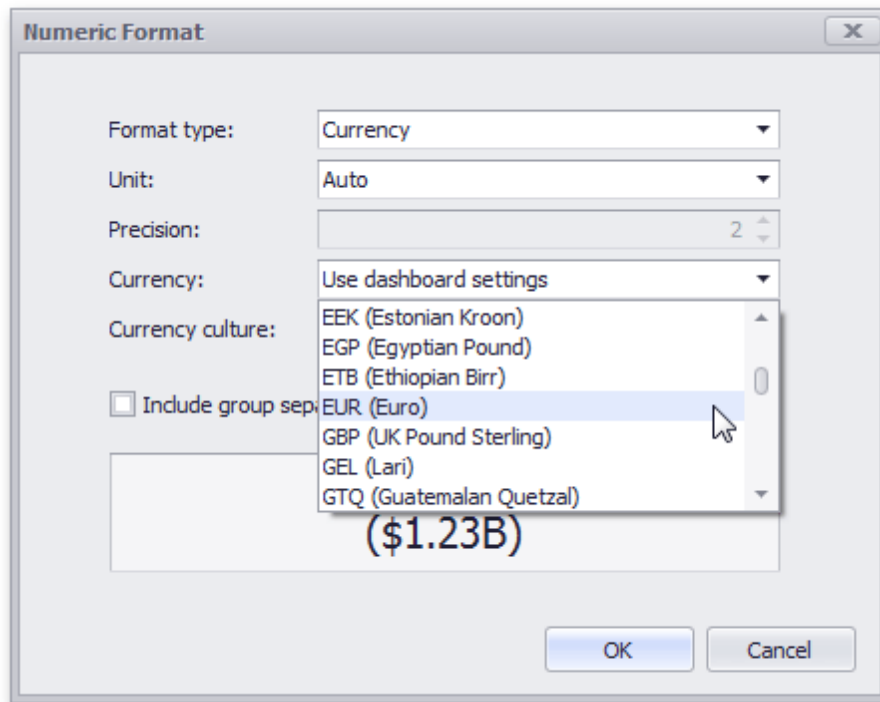 Numeric Format
Format type: Currency
Unit: Auto
Precision: 2
Currency: Use dashboard settings
Currency culture:
EEK (Estonian Kroon)
EGP (Egyptian Pound)
ETB (Ethiopian Birr)
Include group sep
EUR (Euro)
GBP (UK Pound Sterling)
GEL (Lari)
GTQ (Guatemalan Quetzal)
($1.23B)
OK Cancel